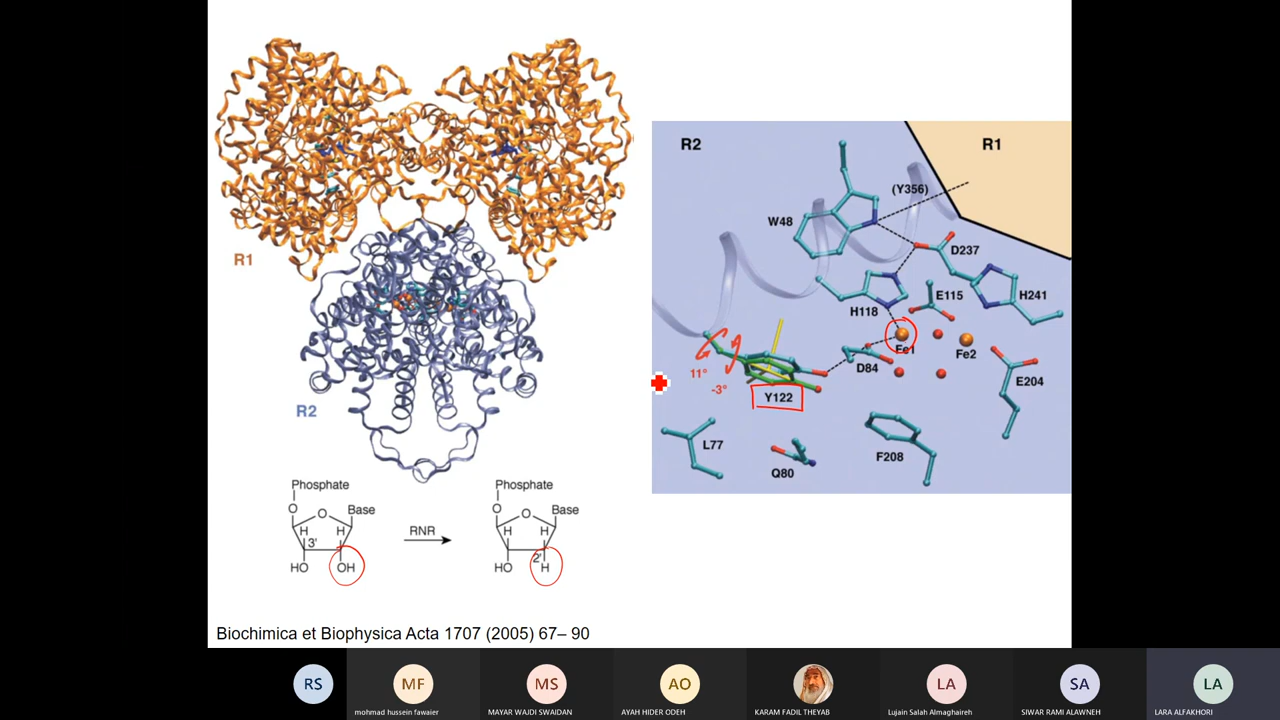 R1
R2
Phosphate
O
O
Base
H
H
3'
HO
OH
RNR
Phosphate
O
O
Base
H
H
2'
HO
H
Biochimica et Biophysica Acta 1707 (2005) 67– 90
R2
R1
(Y356)
W48
D237
E115
H241
H118
Fe1
Fe2
D84
11°
-3°
Y122
E204
L77
Q80
F208
RS
MF
MS
AO
LA
SA
LA
mohmad hussein fawaier
MAYAR WAJDI SWAIDAN
AYAH HIDER ODEH
KARAM FADIL THEYAB
Lujain Salah Almaghaireh
SIWAR RAMI ALAWNEH
LARA ALFAKHORI